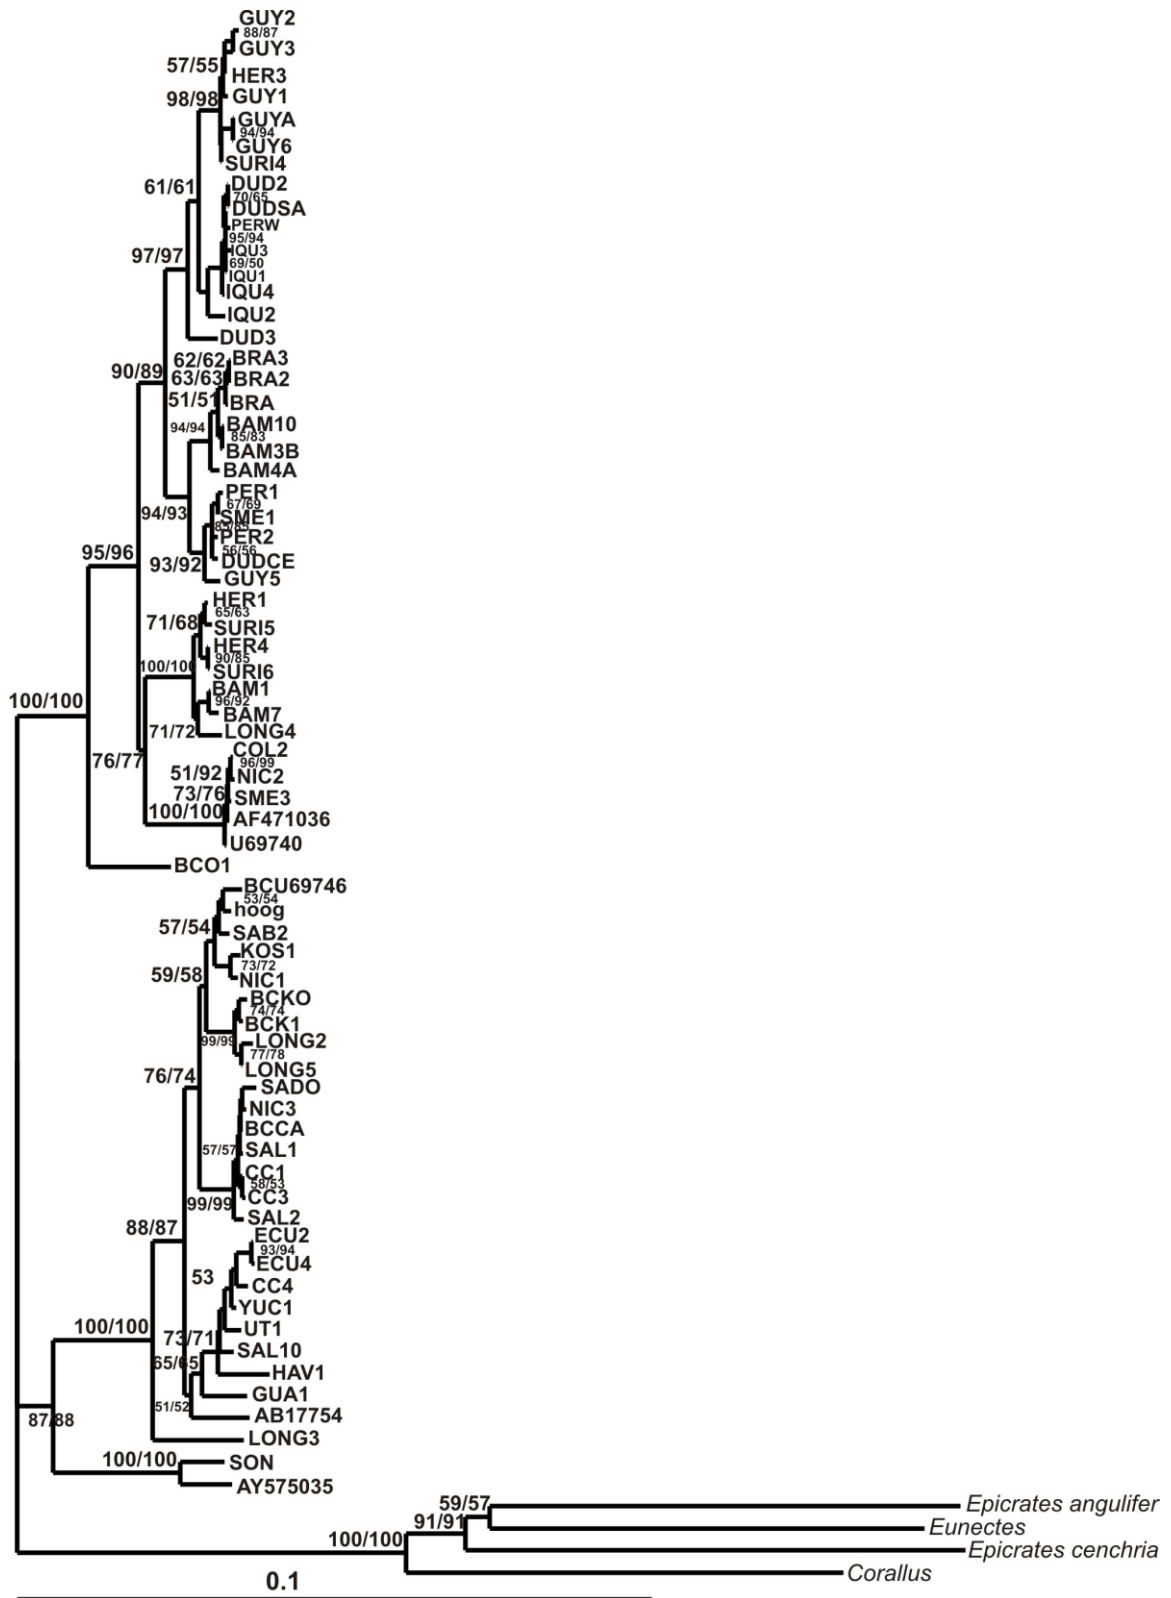 GUY2
88/87
GUY3
57/55
HER3
GUY1
98/98
GUYA
94/94
GUY6
SURI4
DUD2
61/61
70/65
DUDSA
PERW
95/94
IQU3
97/97
69/50
IQU1
IQU4
IQU2
DUD3
62/62
BRA3
90/89
63/63
BRA2
51/51
BRA
BAM10
94/94
85/83
BAM3B
BAM4A
PER1
67/69
94/93
SME1
85/85
PER2
95/96
56/56
93/92
DUDCE
GUY5
HER1
65/63
71/68
SURI5
HER4
90/85
100/100
SURI6
BAM1
100/100
96/92
BAM7
71/72
LONG4
COL2
76/77
96/99
51/92
NIC2
73/76
SME3
100/100
AF471036
U69740
BCO1
BCU69746
53/54
hoog
57/54
SAB2
KOS1
73/72
59/58
NIC1
BCKO
74/74
BCK1
99/99
LONG2
77/78
LONG5
76/74
SADO
NIC3
BCCA
57/57
SAL1
CC1
58/53
CC3
99/99
SAL2
88/87
ECU2
93/94
ECU4
53
CC4
YUC1
100/100
UT1
73/71
SAL10
65/65
HAV1
GUA1
51/52
AB17754
87/88
LONG3
100/100
SON
AY575035
59/57
Epicrates angulifer
91/91
Eunectes
100/100
Epicrates cenchria
Corallus
0.1